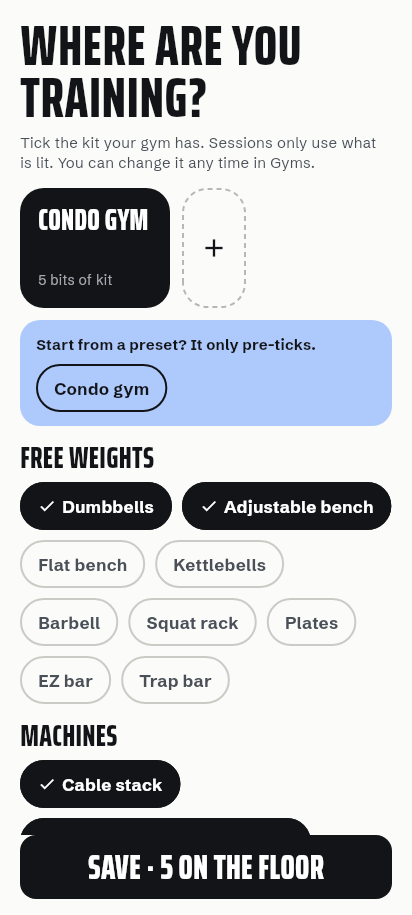 WHERE ARE YOU
TRAINING?
Tick the kit your gym has. Sessions only use what
is lit. You can change it any time in Gyms.
CONDO GYM
5 bits of kit
+
Start from a preset? It only pre-ticks.
Condo gym
FREE WEIGHTS
Dumbbells
Adjustable bench
Flat bench
Kettlebells
Barbell
Squat rack
Plates
EZ bar
Trap bar
MACHINES
Cable stack
SAVE · 5 ON THE FLOOR